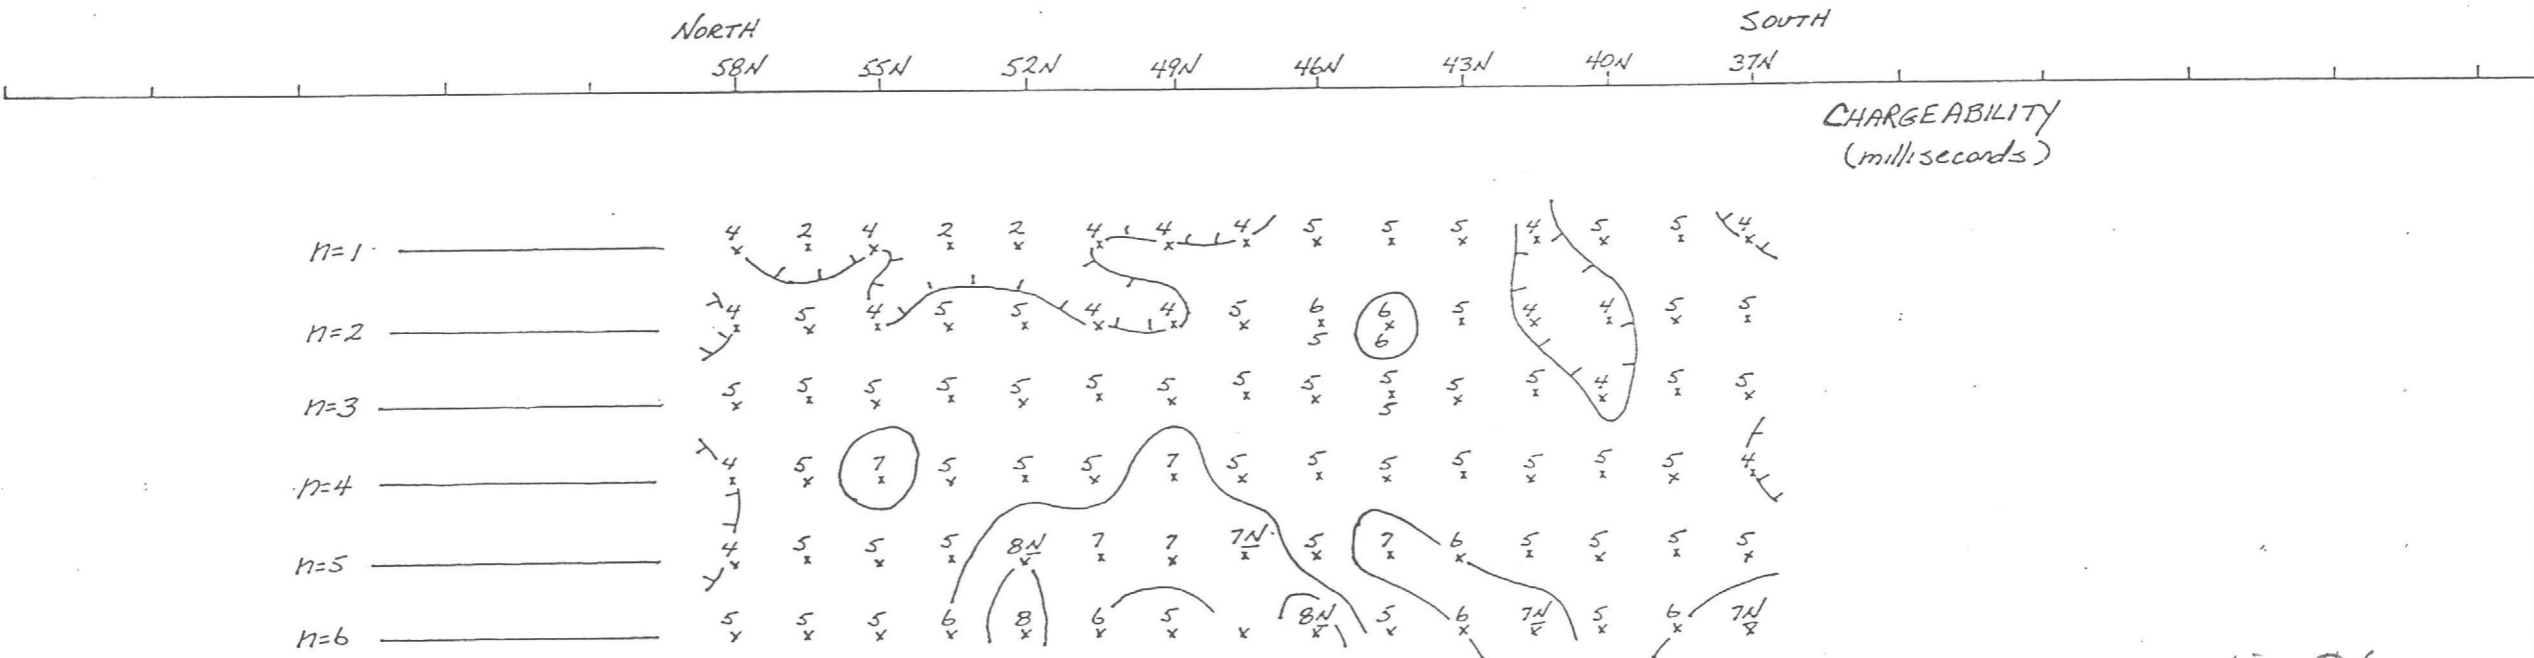 NORTH SOUTH
58N 55N 52N 49N 46N 43N 40N 37N
CHARGEABILITY
(milliseconds)
n=1 4 2 4 2 2 4 4 4 5 5 5 4 5 5 4
n=2 4 5 4 5 5 4 4 5 6 6 5 4 4 5 5
5 6
n=3 5 5 5 5 5 5 5 5 5 5 5 5 4 5 5
5
n=4 4 5 7 5 5 5 7 5 5 5 5 5 5 5 4
n=5 4 5 5 5 8N 7 7 7N 5 7 6 5 5 5 5
n=6 5 5 5 6 8 6 5 8N 5 6 7N 5 6 7N